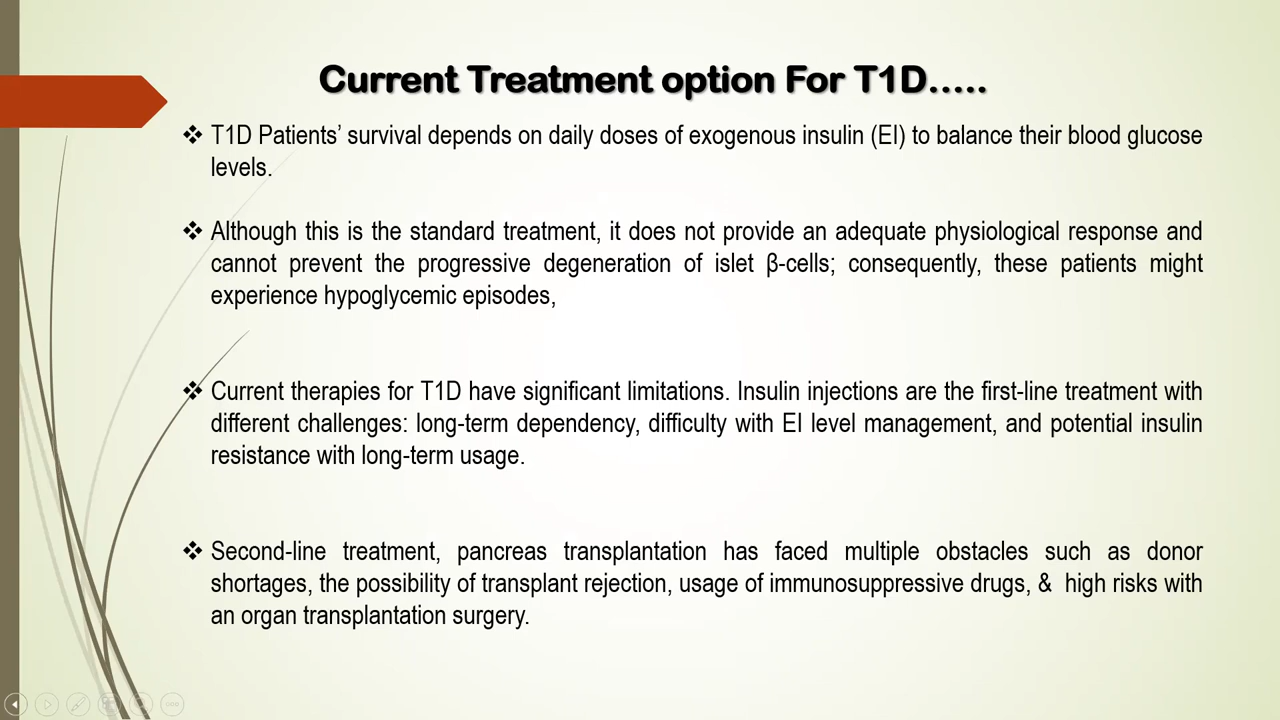 Current Treatment option For T1D.....
❖ T1D Patients’ survival depends on daily doses of exogenous insulin (EI) to balance their blood glucose
levels.
❖ Although this is the standard treatment, it does not provide an adequate physiological response and
cannot prevent the progressive degeneration of islet β-cells; consequently, these patients might
experience hypoglycemic episodes,
❖ Current therapies for T1D have significant limitations. Insulin injections are the first-line treatment with
different challenges: long-term dependency, difficulty with EI level management, and potential insulin
resistance with long-term usage.
❖ Second-line treatment, pancreas transplantation has faced multiple obstacles such as donor
shortages, the possibility of transplant rejection, usage of immunosuppressive drugs, & high risks with
an organ transplantation surgery.